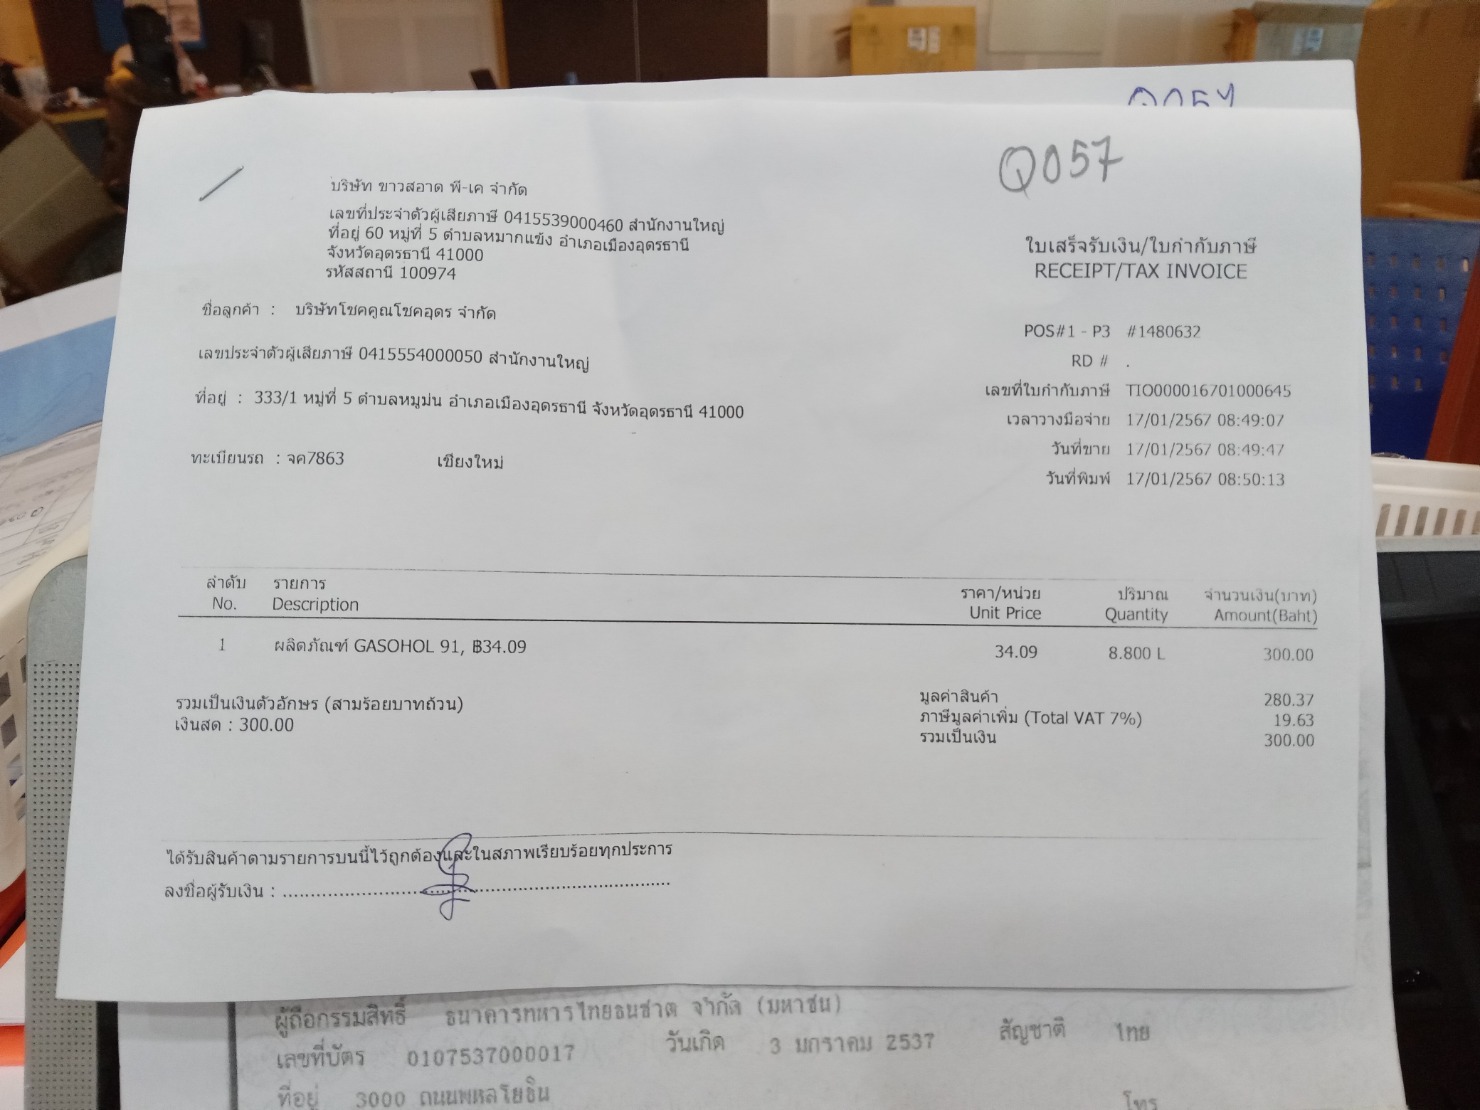 Q057
Q057
บริษัท ขาวสอาด พี-เค จำกัด
เลขที่ประจำตัวผู้เสียภาษี 0415539000460 สำนักงานใหญ่
ที่อยู่ 60 หมู่ที่ 5 ตำบลหมากแข้ง อำเภอเมืองอุดรธานี
จังหวัดอุดรธานี 41000
รหัสสถานี 100974
ใบเสร็จรับเงิน/ใบกำกับภาษี
RECEIPT/TAX INVOICE
ชื่อลูกค้า : บริษัทโชคคูณโชคอุดร จำกัด
เลขประจำตัวผู้เสียภาษี 0415554000050 สำนักงานใหญ่
ที่อยู่ : 333/1 หมู่ที่ 5 ตำบลหมูม่น อำเภอเมืองอุดรธานี จังหวัดอุดรธานี 41000
ทะเบียนรถ : จค7863 เชียงใหม่
POS#1 - P3 #1480632
RD # .
เลขที่ใบกำกับภาษี TIO000016701000645
เวลาวางมือจ่าย 17/01/2567 08:49:07
วันที่ขาย 17/01/2567 08:49:47
วันที่พิมพ์ 17/01/2567 08:50:13
ลำดับ รายการ ราคา/หน่วย ปริมาณ จำนวนเงิน(บาท)
No. Description Unit Price Quantity Amount(Baht)
1 ผลิตภัณฑ์ GASOHOL 91, ฿34.09 34.09 8.800 L 300.00
รวมเป็นเงินตัวอักษร (สามร้อยบาทถ้วน)
เงินสด : 300.00
มูลค่าสินค้า 280.37
ภาษีมูลค่าเพิ่ม (Total VAT 7%) 19.63
รวมเป็นเงิน 300.00
ได้รับสินค้าตามรายการบนนี้ไว้ถูกต้องและในสภาพเรียบร้อยทุกประการ
ลงชื่อผู้รับเงิน : ........................................................................
ผู้ถือกรรมสิทธิ์ ธนาคารทหารไทยธนชาต จำกัด (มหาชน)
เลขที่บัตร 0107537000017 วันเกิด 3 มกราคม 2537 สัญชาติ ไทย
ที่อยู่ 3000 ถนนพหลโยธิน โทร